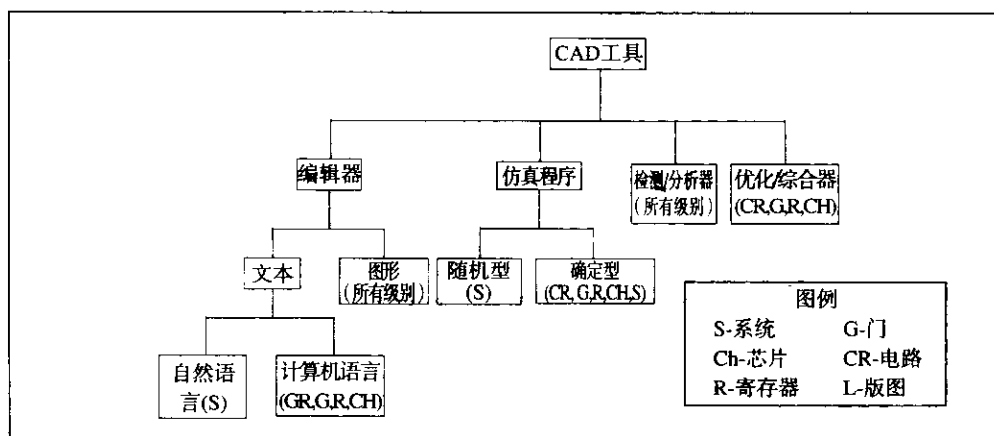 CAD工具
编辑器
仿真程序
检测/分析器
(所有级别)
优化/综合器
(CR,G,R,CH)
文本
图形
(所有级别)
随机型
(S)
确定型
(CR,G,R,CH,S)
自然语
言(S)
计算机语言
(GR,G,R,CH)
图例
S-系统 G-门
Ch-芯片 CR-电路
R-寄存器 L-版图